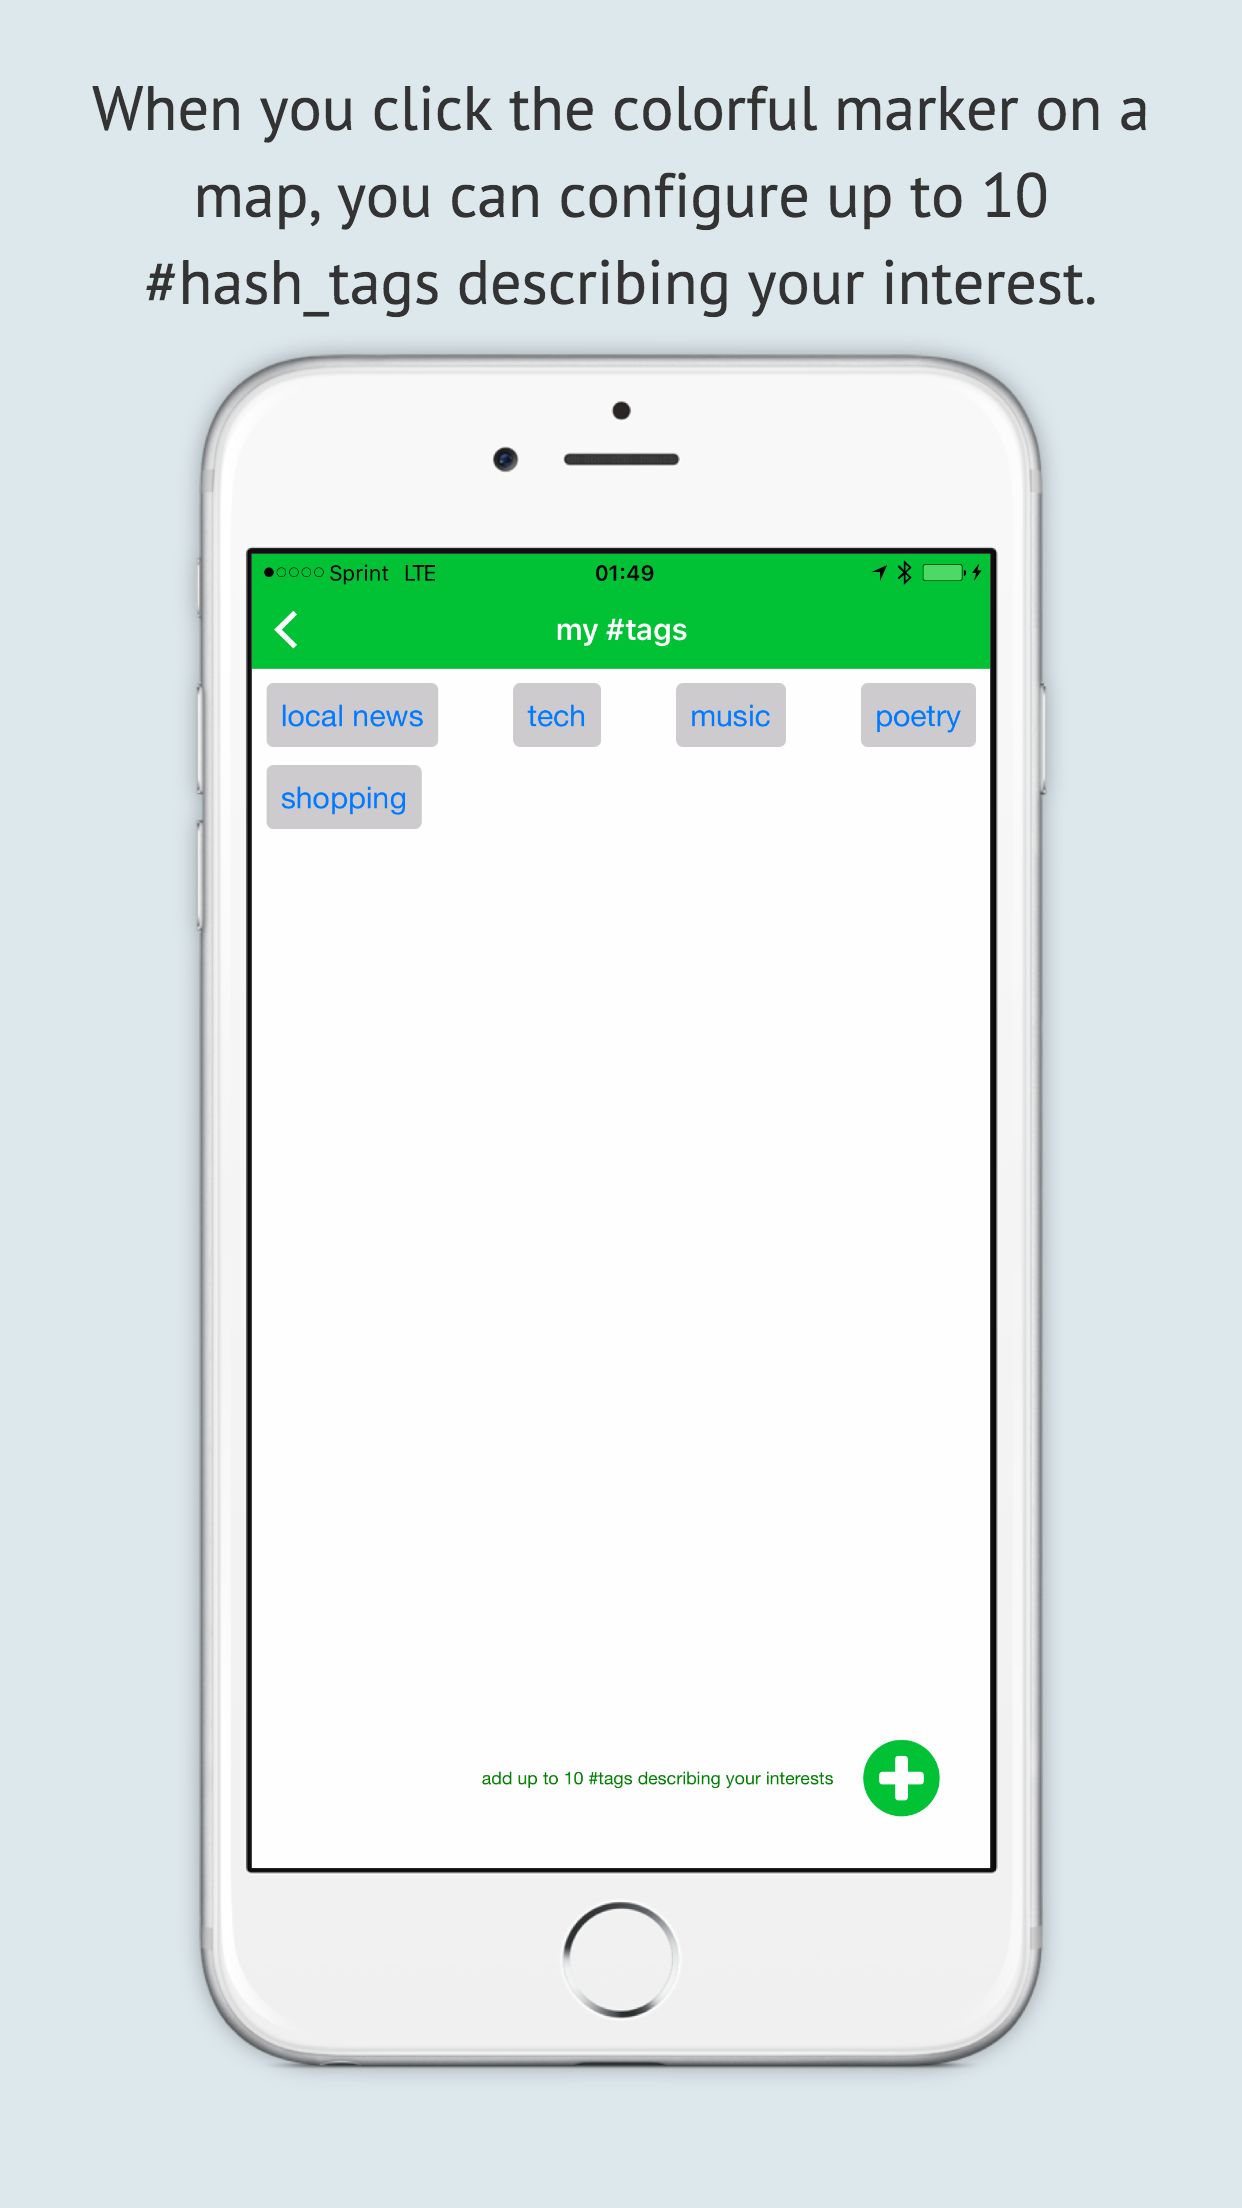 When you click the colorful marker on a
map, you can configure up to 10
#hash_tags describing your interest.
Sprint LTE 01:49
my #tags
local news tech music poetry
shopping
add up to 10 #tags describing your interests